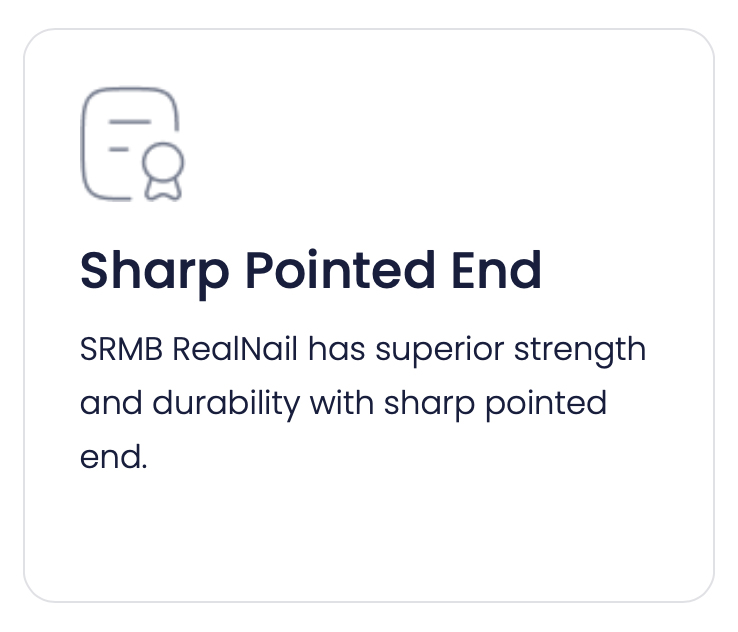 Sharp Pointed End
SRMB RealNail has superior strength
and durability with sharp pointed
end.